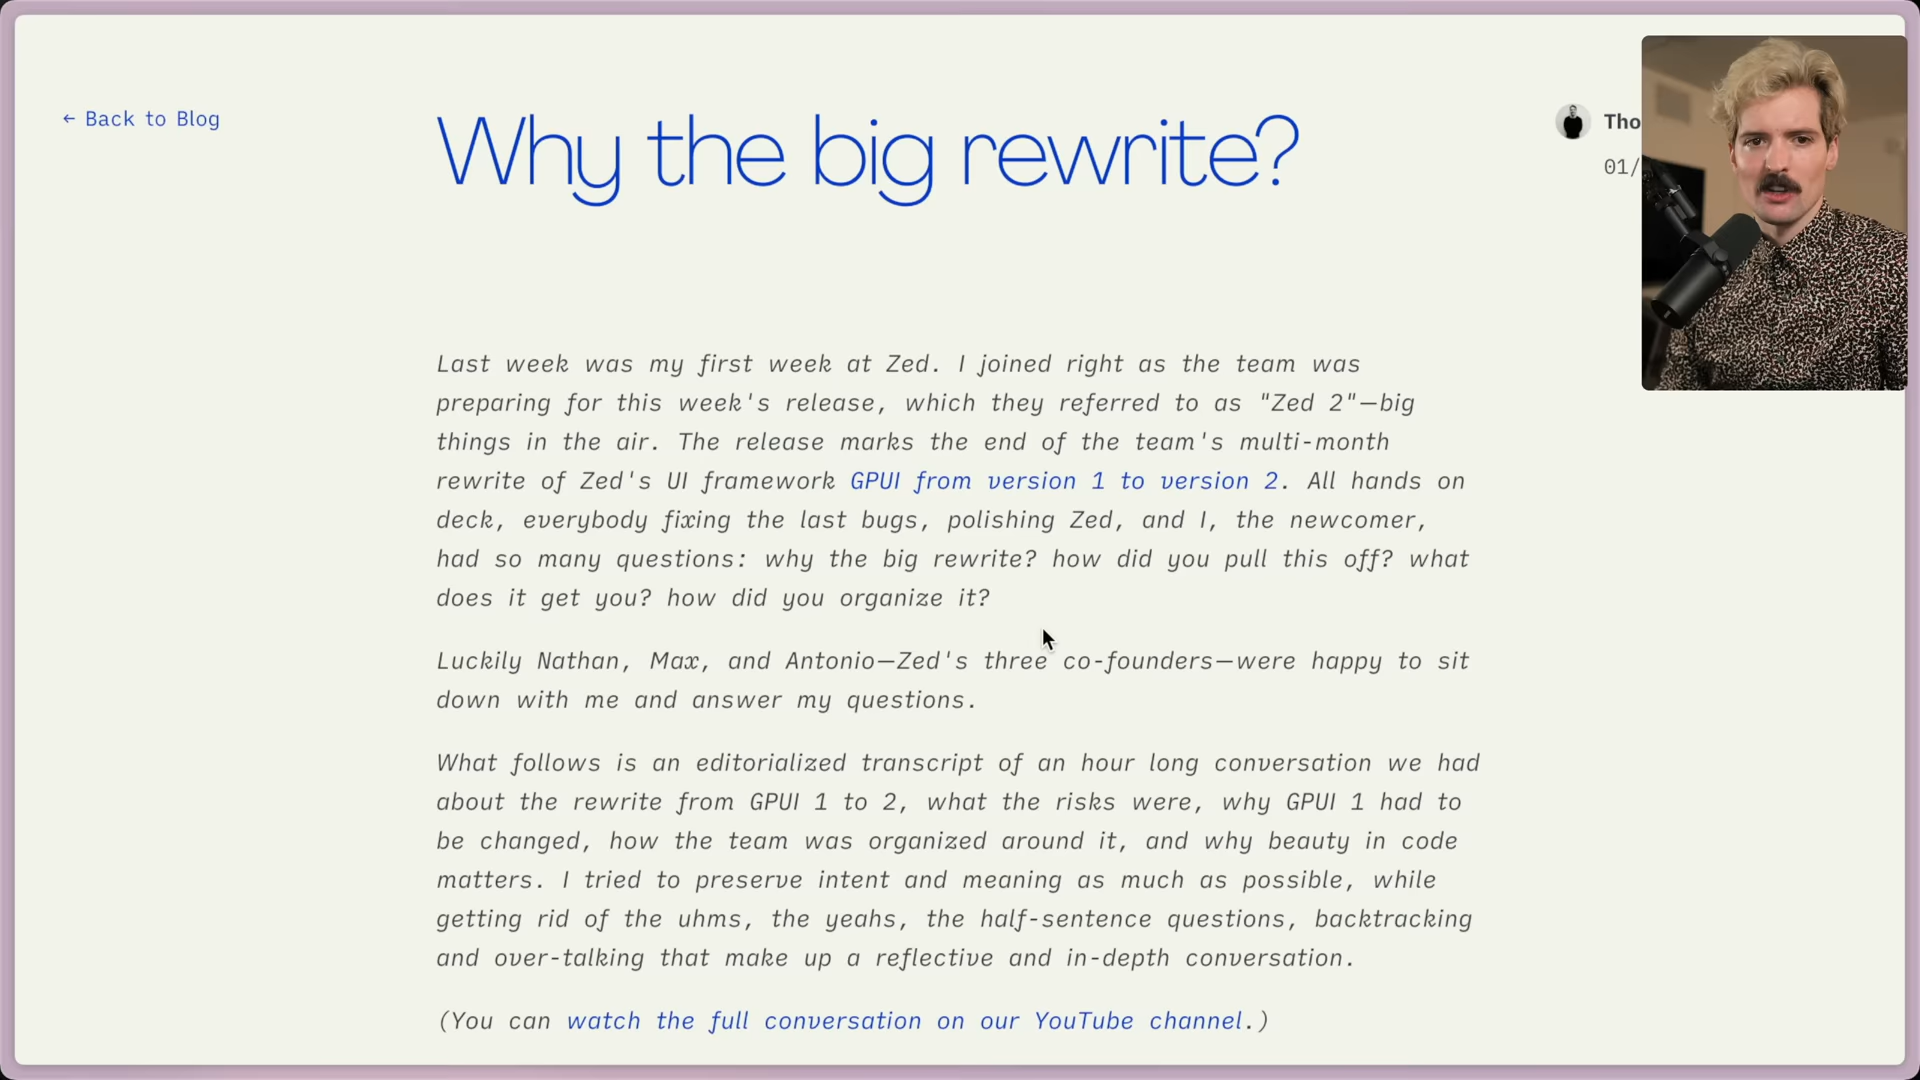 ← Back to Blog
Why the big rewrite?
Tho
01/
Last week was my first week at Zed. I joined right as the team was
preparing for this week's release, which they referred to as "Zed 2"—big
things in the air. The release marks the end of the team's multi-month
rewrite of Zed's UI framework GPUI from version 1 to version 2. All hands on
deck, everybody fixing the last bugs, polishing Zed, and I, the newcomer,
had so many questions: why the big rewrite? how did you pull this off? what
does it get you? how did you organize it?
Luckily Nathan, Max, and Antonio—Zed's three co-founders—were happy to sit
down with me and answer my questions.
What follows is an editorialized transcript of an hour long conversation we had
about the rewrite from GPUI 1 to 2, what the risks were, why GPUI 1 had to
be changed, how the team was organized around it, and why beauty in code
matters. I tried to preserve intent and meaning as much as possible, while
getting rid of the uhms, the yeahs, the half-sentence questions, backtracking
and over-talking that make up a reflective and in-depth conversation.
(You can watch the full conversation on our YouTube channel.)